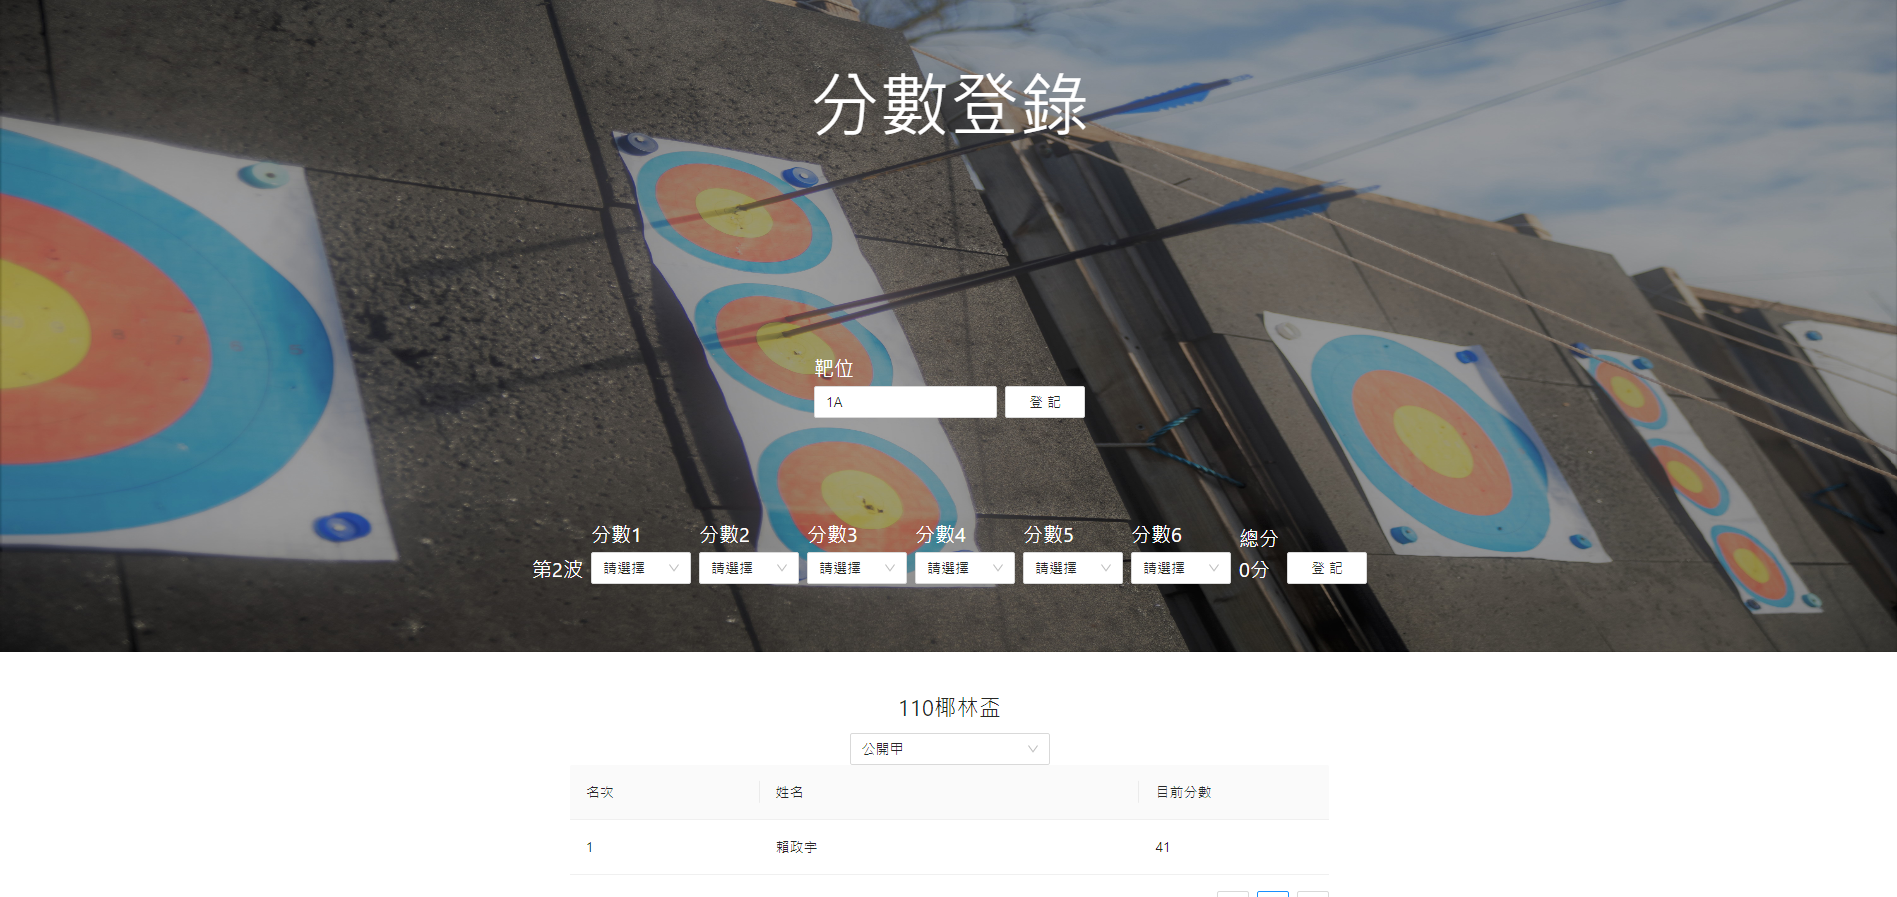 分數登錄
靶位
1A 登 記
分數1 分數2 分數3 分數4 分數5 分數6 總分
第2波 請選擇 請選擇 請選擇 請選擇 請選擇 請選擇 0分 登 記
110椰林盃
公開甲
名次 姓名 目前分數
1 賴政宇 41